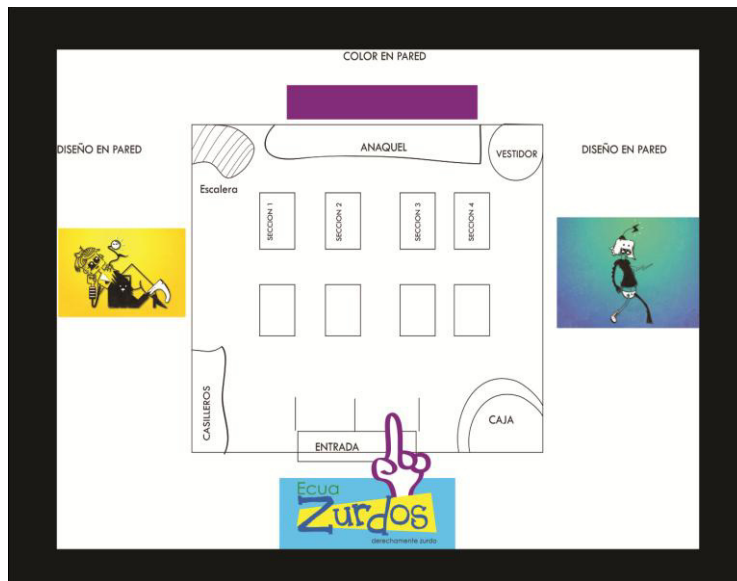 COLOR EN PARED
DISEÑO EN PARED
ANAQUEL
VESTIDOR
DISEÑO EN PARED
Escalera
SECCION 1
SECCION 2
SECCION 3
SECCION 4
CASILLEROS
CAJA
ENTRADA
Ecua
Zurdos
derechamente zurda